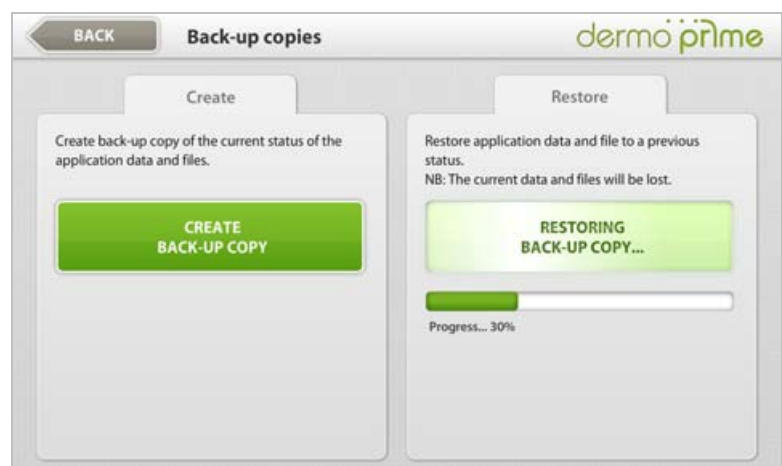 BACK
Back-up copies
dermo prime
Create
Create back-up copy of the current status of the
application data and files.
CREATE
BACK-UP COPY
Restore
Restore application data and file to a previous
status.
NB: The current data and files will be lost.
RESTORING
BACK-UP COPY...
Progress... 30%